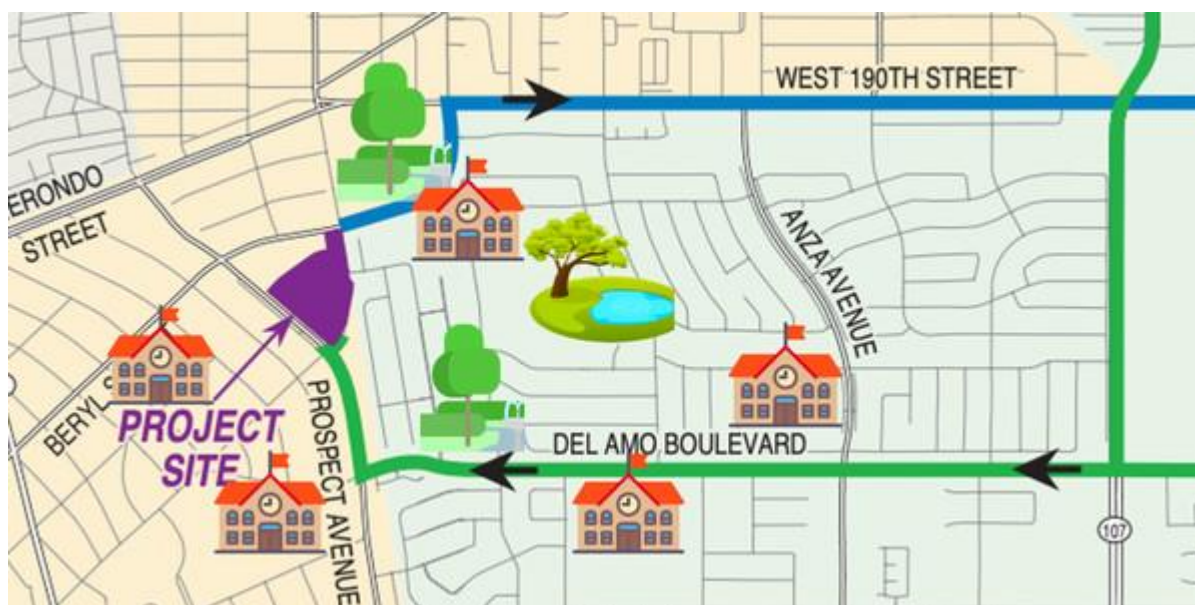 WEST 190TH STREET
ERONDO
STREET
ANZA AVENUE
BERYL S
PROJECT
SITE
PROSPECT AVENUE
DEL AMO BOULEVARD
107